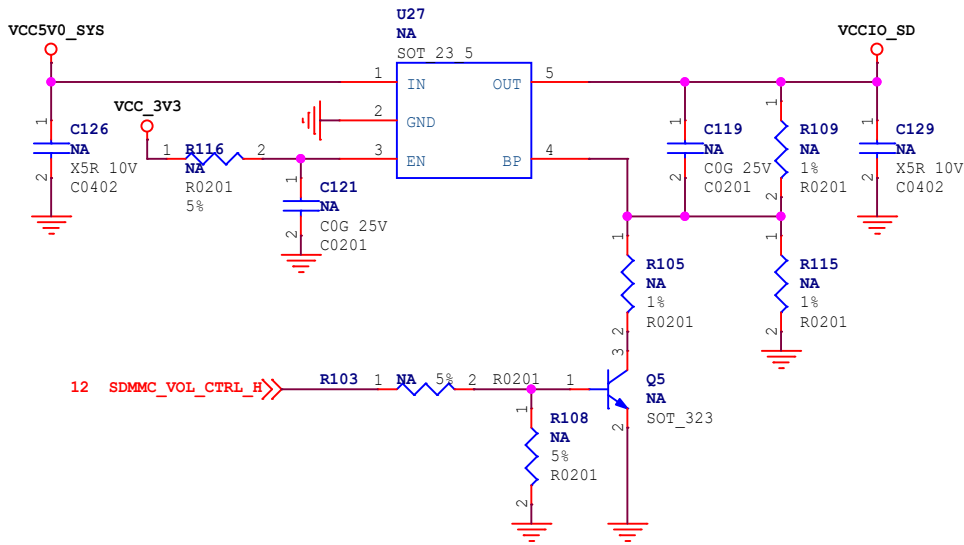 VCC5V0_SYS
U27
NA
SOT_23_5
VCCIO_SD
1
IN
OUT
5
2
GND
VCC_3V3
1
R116
2
NA
R0201
5%
3
EN
BP
4
1
C126
NA
X5R 10V
C0402
2
1
C121
NA
C0G 25V
C0201
2
1
C119
NA
C0G 25V
C0201
2
1
R109
NA
1%
R0201
2
1
C129
NA
X5R 10V
C0402
2
1
R105
NA
1%
R0201
2
1
R115
NA
1%
R0201
2
12 SDMMC_VOL_CTRL_H
R103 1 NA 5% 2 R0201
1
3
Q5
NA
SOT_323
2
1
R108
NA
5%
R0201
2